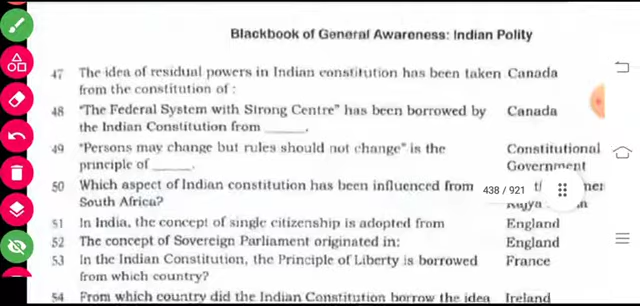 Blackbook of General Awareness: Indian Polity
47 The idea of residual powers in Indian constitution has been taken Canada
from the constitution of :
48 "The Federal System with Strong Centre" has been borrowed by Canada
the Indian Constitution from _____.
49 "Persons may change but rules should not change" is the Constitutional
principle of _____. Government
50 Which aspect of Indian constitution has been influenced from
438 / 921
South Africa?
51 In India, the concept of single citizenship is adopted from England
52 The concept of Sovereign Parliament originated in: England
53 In the Indian Constitution, the Principle of Liberty is borrowed France
from which country?
54 From which country did the Indian Constitution borrow the idea Ireland